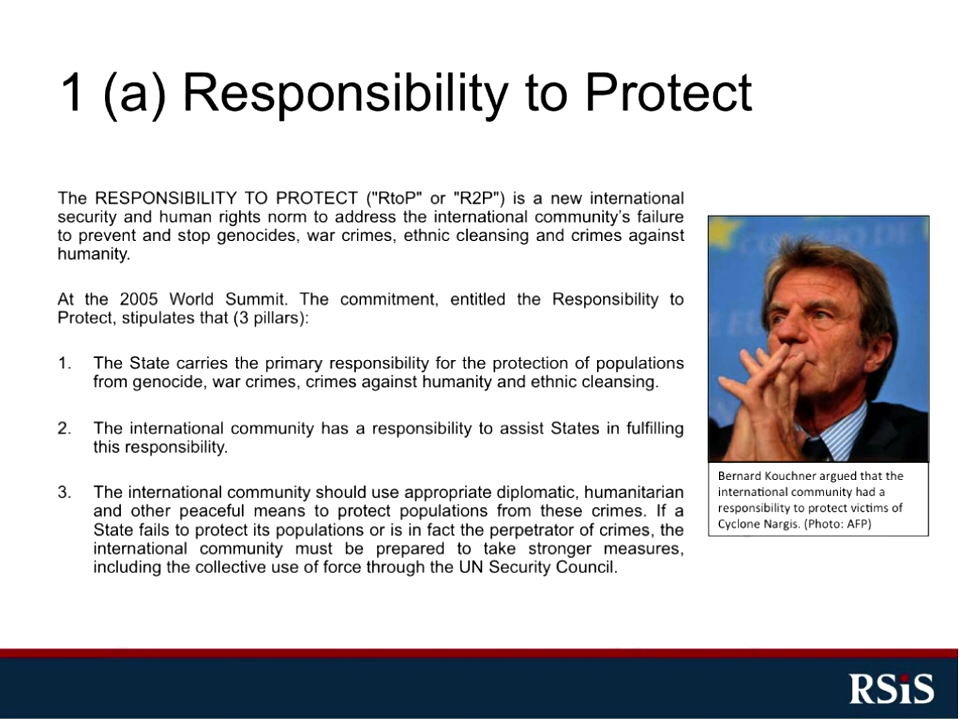 1 (a) Responsibility to Protect
The RESPONSIBILITY TO PROTECT ("RtoP" or "R2P") is a new international
security and human rights norm to address the international community's failure
to prevent and stop genocides, war crimes, ethnic cleansing and crimes against
humanity.
At the 2005 World Summit. The commitment, entitled the Responsibility to
Protect, stipulates that (3 pillars):
1. The State carries the primary responsibility for the protection of populations
from genocide, war crimes, crimes against humanity and ethnic cleansing.
2. The international community has a responsibility to assist States in fulfilling
this responsibility.
3. The international community should use appropriate diplomatic, humanitarian
and other peaceful means to protect populations from these crimes. If a
State fails to protect its populations or is in fact the perpetrator of crimes, the
international community must be prepared to take stronger measures,
including the collective use of force through the UN Security Council.
Bernard Kouchner argued that the
international community had a
responsibility to protect victims of
Cyclone Nargis. (Photo: AFP)
RSiS